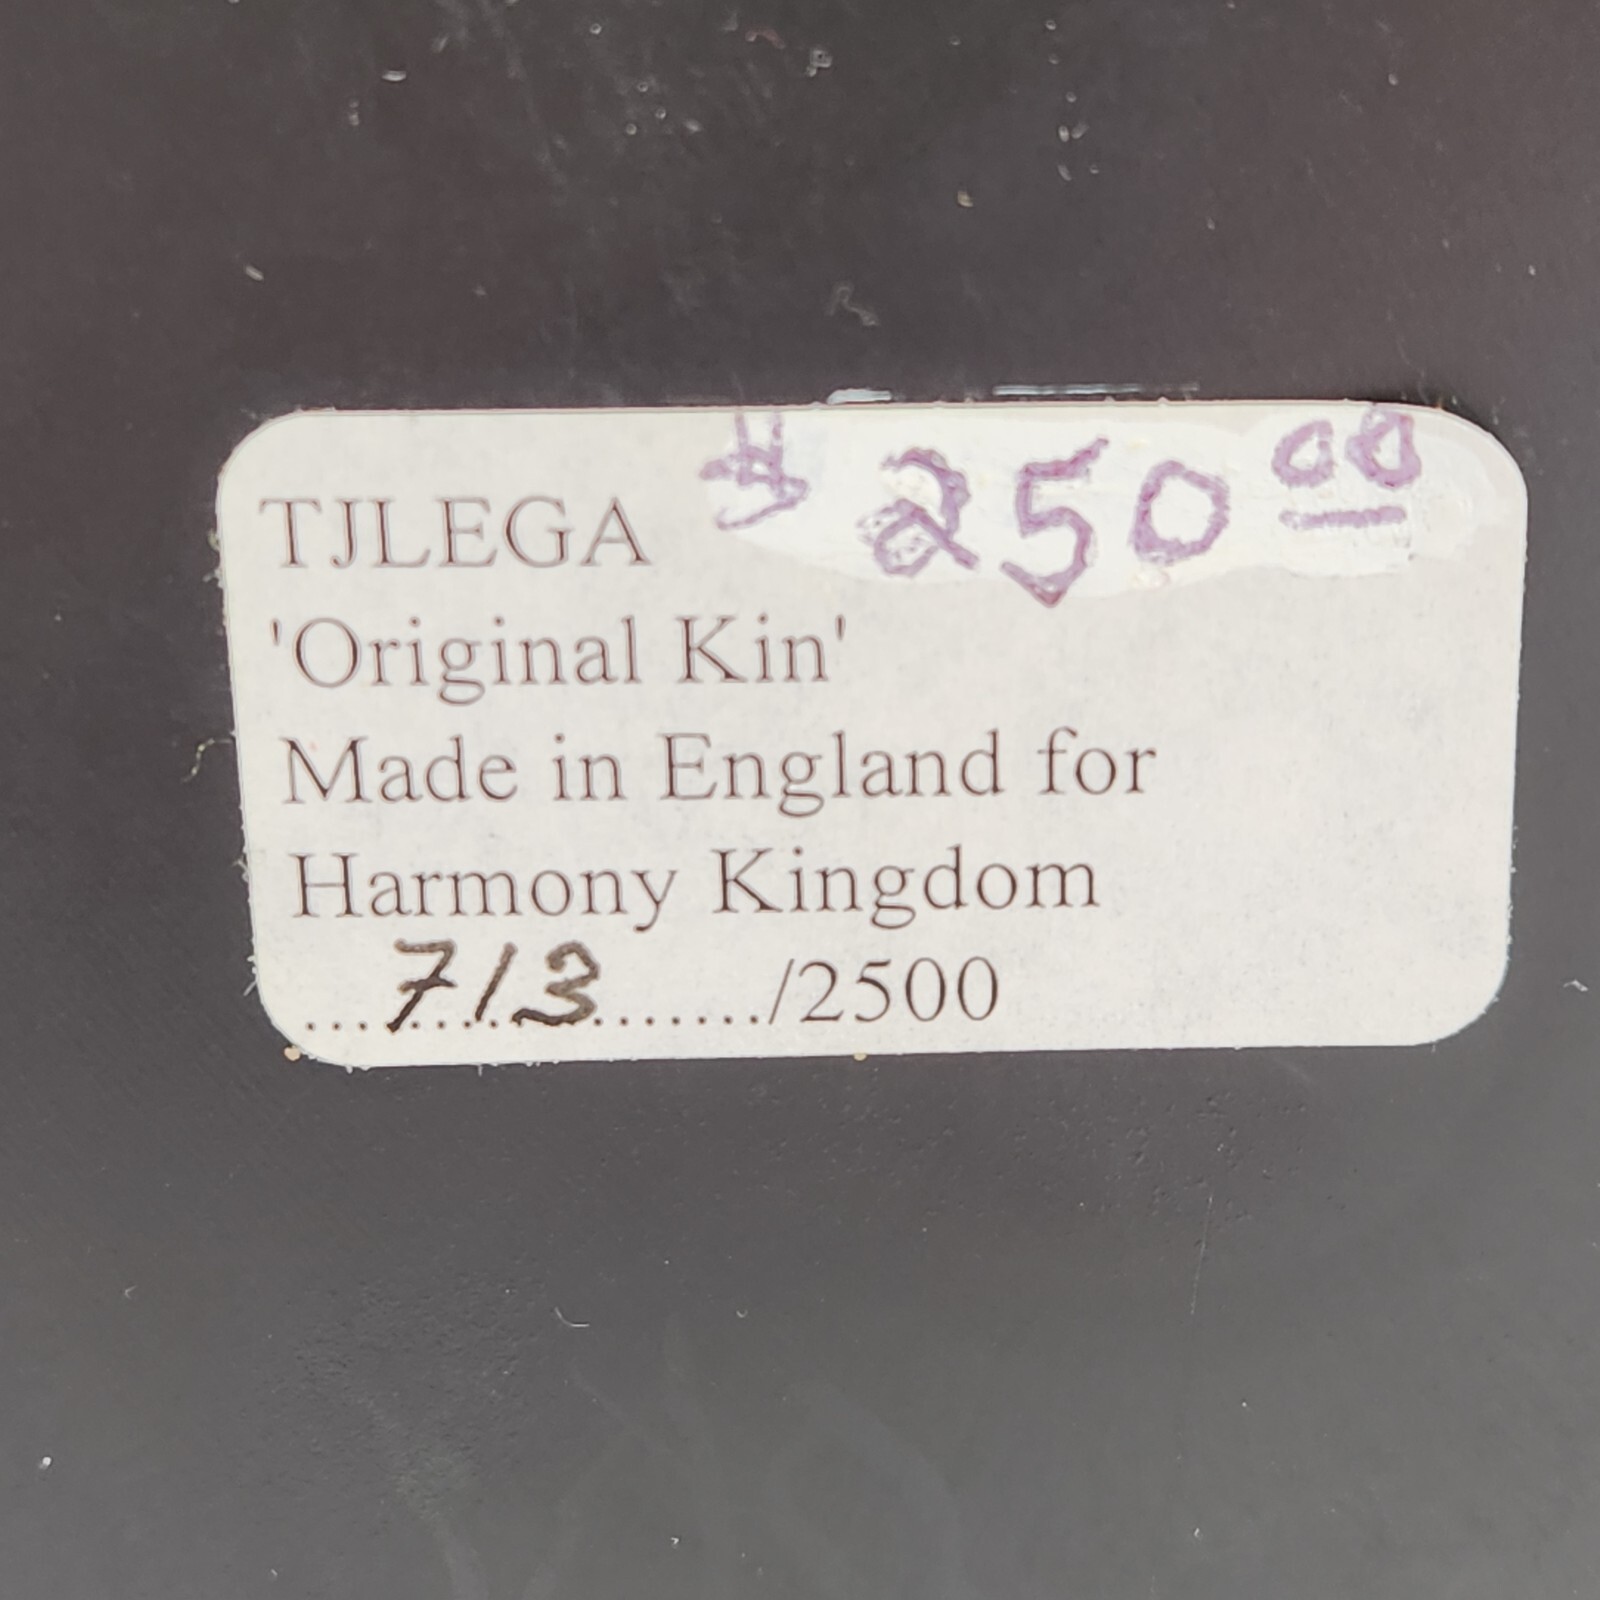 TJLEGA $ 250 00
'Original Kin'
Made in England for
Harmony Kingdom
...713......./2500